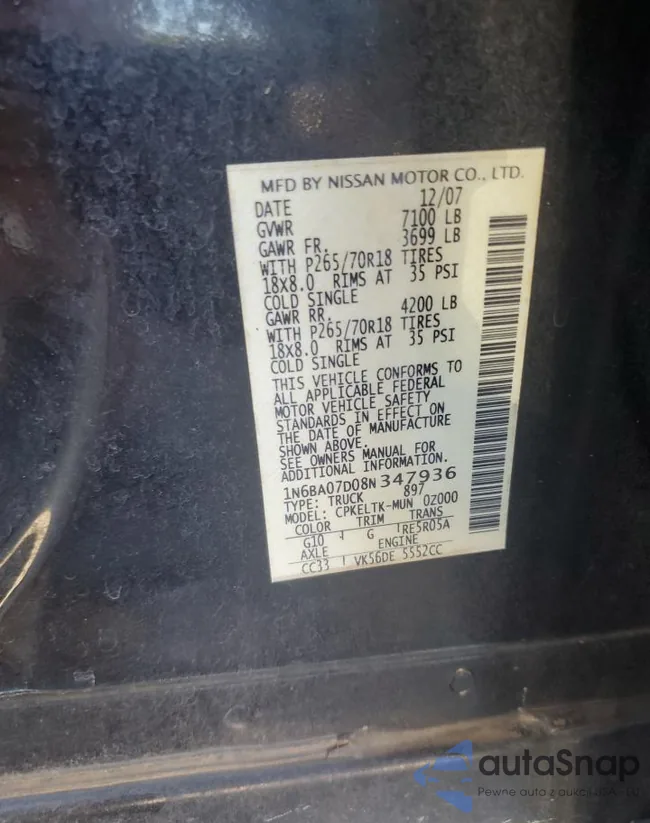 MFD BY NISSAN MOTOR CO., LTD.
DATE 12/07
GVWR 7100 LB
GAWR FR. 3699 LB
WITH P265/70R18 TIRES
18X8.0 RIMS AT 35 PSI
COLD SINGLE
GAWR RR. 4200 LB
WITH P265/70R18 TIRES
18X8.0 RIMS AT 35 PSI
COLD SINGLE
THIS VEHICLE CONFORMS TO
ALL APPLICABLE FEDERAL
MOTOR VEHICLE SAFETY
STANDARDS IN EFFECT ON
THE DATE OF MANUFACTURE
SHOWN ABOVE.
SEE OWNERS MANUAL FOR
ADDITIONAL INFORMATION.
1N6BA07D08N347936
TYPE: TRUCK 897
MODEL: CPKELTK-MUN 0Z000
COLOR TRIM TRANS
G10 G RE5R05A
AXLE ENGINE
CC33 VK56DE 5552CC
autaSnap
Pewne auto z aukcji